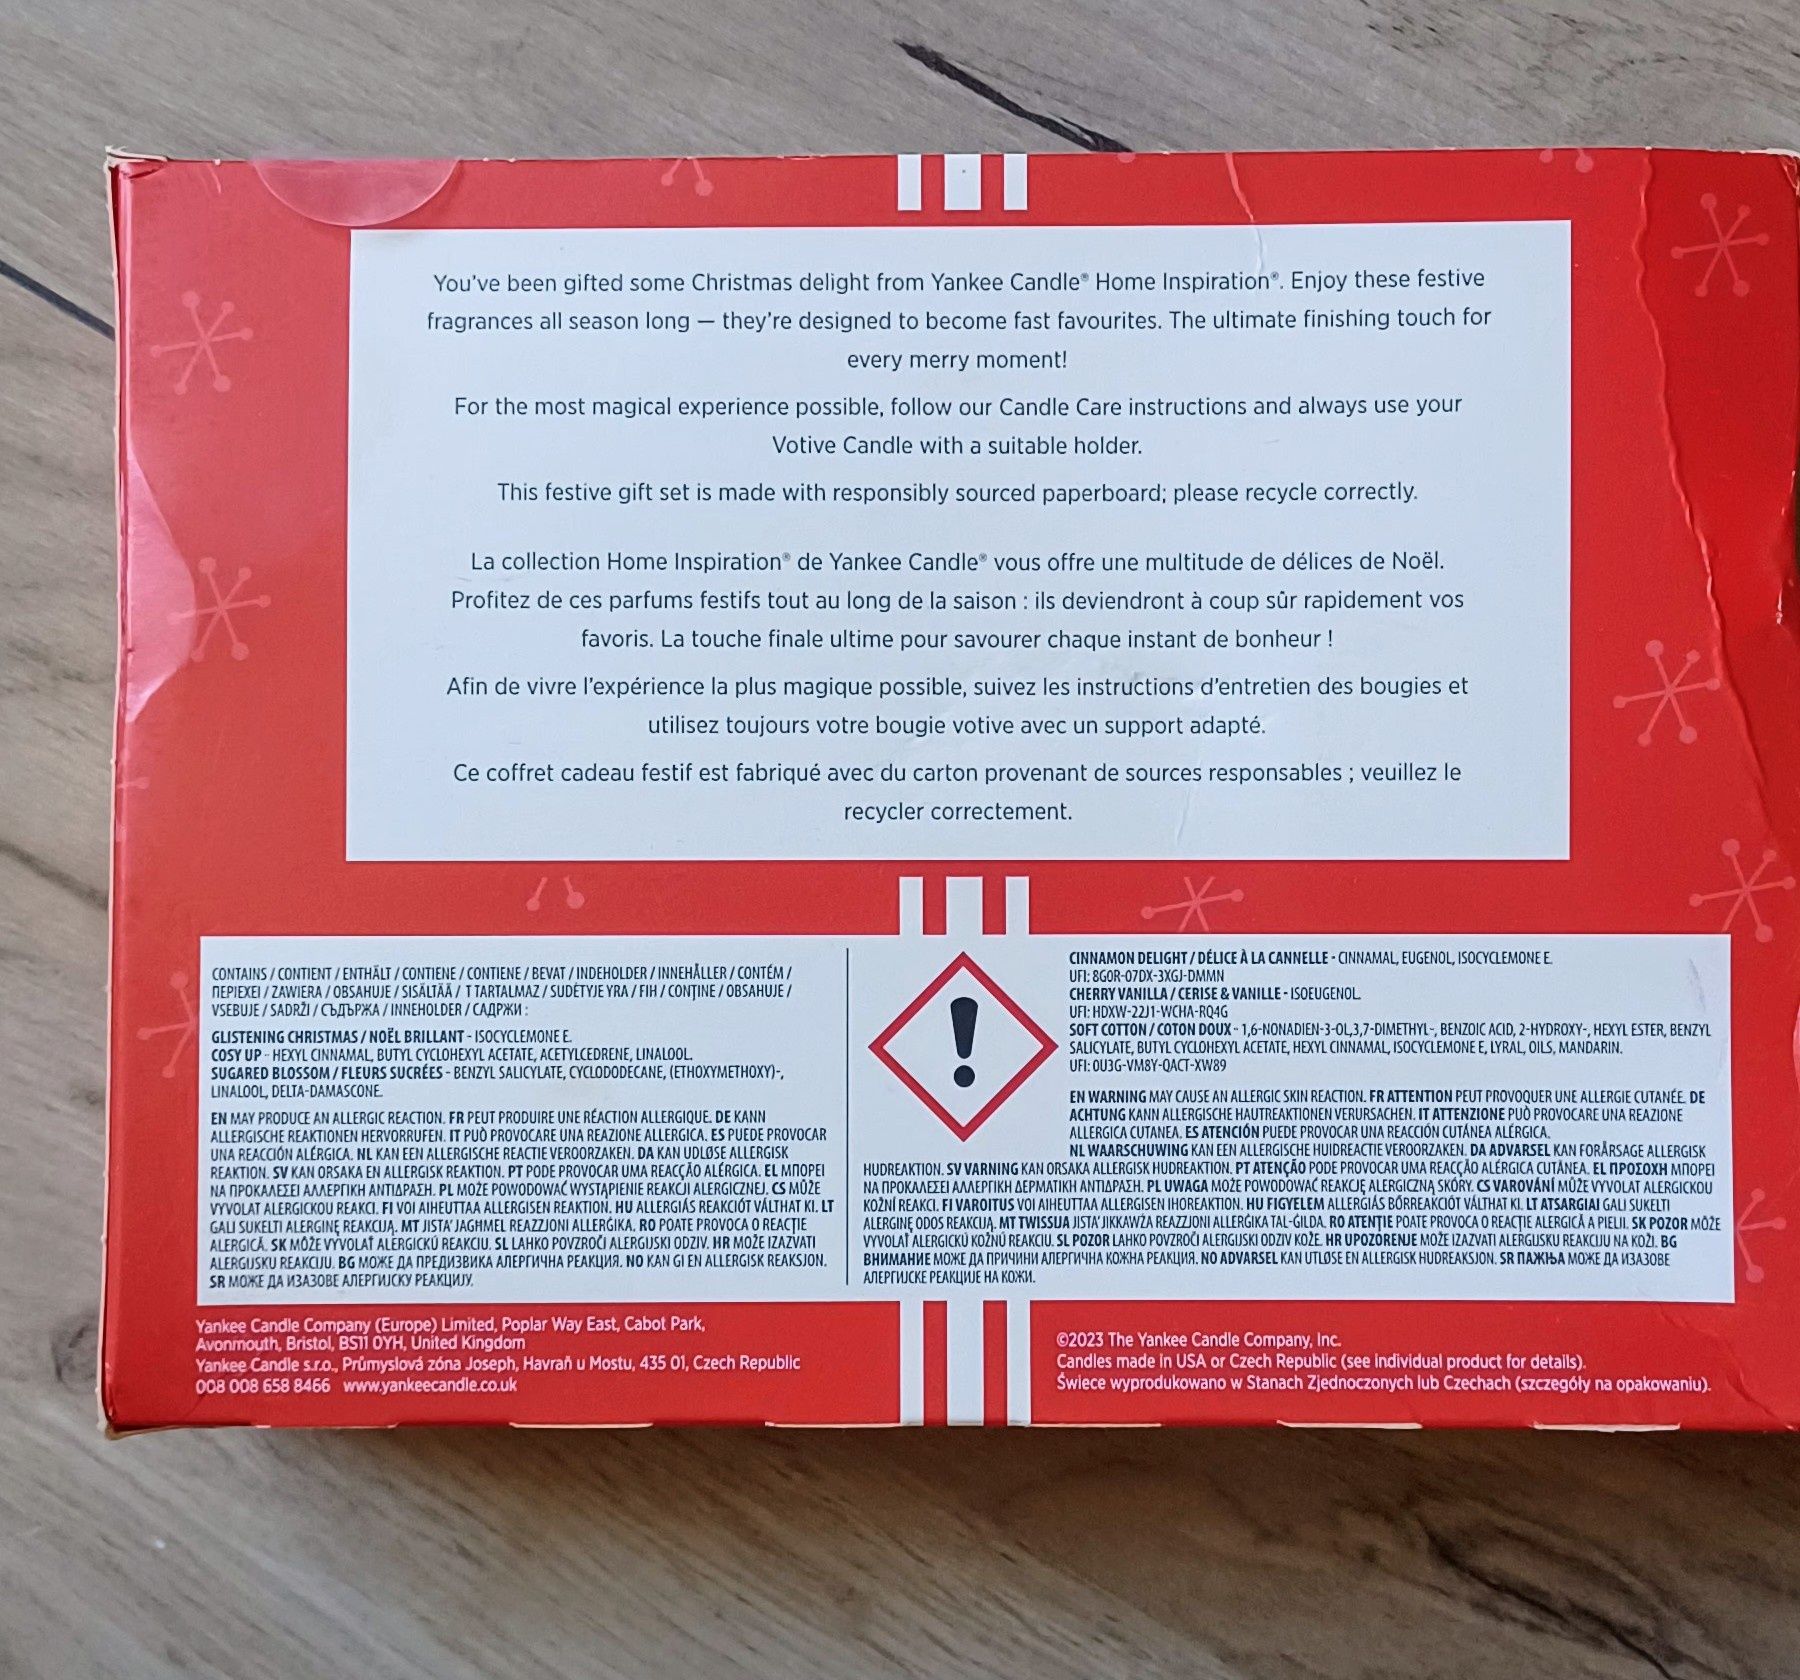 You've been gifted some Christmas delight from Yankee Candle® Home Inspiration®. Enjoy these festive
fragrances all season long — they're designed to become fast favourites. The ultimate finishing touch for
every merry moment!
For the most magical experience possible, follow our Candle Care instructions and always use your
Votive Candle with a suitable holder.
This festive gift set is made with responsibly sourced paperboard; please recycle correctly.
La collection Home Inspiration® de Yankee Candle® vous offre une multitude de délices de Noël.
Profitez de ces parfums festifs tout au long de la saison : ils deviendront à coup sûr rapidement vos
favoris. La touche finale ultime pour savourer chaque instant de bonheur !
Afin de vivre l'expérience la plus magique possible, suivez les instructions d'entretien des bougies et
utilisez toujours votre bougie votive avec un support adapté.
Ce coffret cadeau festif est fabriqué avec du carton provenant de sources responsables ; veuillez le
recycler correctement.
CONTAINS / CONTIENT / ENTHÄLT / CONTIENE / CONTIENE / BEVAT / INDEHOLDER / INNEHÅLLER / CONTÉM /
ΠΕΡΙΕΧΕΙ / ZAWIERA / OBSAHUJE / SISÄLTÄÄ / T TARTALMAZ / SUDĖTYJE YRA / FIH / CONȚINE / OBSAHUJE /
VSEBUJE / SADRŽI / СЪДЪРЖА / INNEHOLDER / САДРЖИ :
GLISTENING CHRISTMAS / NOËL BRILLANT - ISOCYCLEMONE E.
COSY UP - HEXYL CINNAMAL, BUTYL CYCLOHEXYL ACETATE, ACETYLCEDRENE, LINALOOL.
SUGARED BLOSSOM / FLEURS SUCRÉES - BENZYL SALICYLATE, CYCLODODECANE, (ETHOXYMETHOXY)-,
LINALOOL, DELTA-DAMASCONE.
EN MAY PRODUCE AN ALLERGIC REACTION. FR PEUT PRODUIRE UNE RÉACTION ALLERGIQUE. DE KANN
ALLERGISCHE REAKTIONEN HERVORRUFEN. IT PUÒ PROVOCARE UNA REAZIONE ALLERGICA. ES PUEDE PROVOCAR
UNA REACCIÓN ALÉRGICA. NL KAN EEN ALLERGISCHE REACTIE VEROORZAKEN. DA KAN UDLØSE ALLERGISK
REAKTION. SV KAN ORSAKA EN ALLERGISK REAKTION. PT PODE PROVOCAR UMA REACÇÃO ALÉRGICA. EL ΜΠΟΡΕΙ
ΝΑ ΠΡΟΚΑΛΕΣΕΙ ΑΛΛΕΡΓΙΚΗ ΑΝΤΙΔΡΑΣΗ. PL MOŻE POWODOWAĆ WYSTĄPIENIE REAKCJI ALERGICZNEJ. CS MŮŽE
VYVOLAT ALERGICKOU REAKCI. FI VOI AIHEUTTAA ALLERGISEN REAKTION. HU ALLERGIÁS REAKCIÓT VÁLTHAT KI. LT
GALI SUKELTI ALERGINĘ REAKCIJĄ. MT JISTA' JAGHMEL REAZZJONI ALLERĠIKA. RO POATE PROVOCA O REACȚIE
ALERGICĂ. SK MÔŽE VYVOLAŤ ALERGICKÚ REAKCIU. SL LAHKO POVZROČI ALERGIJSKI ODZIV. HR MOŽE IZAZVATI
ALERGIJSKU REAKCIJU. BG МОЖЕ ДА ПРЕДИЗВИКА АЛЕРГИЧНА РЕАКЦИЯ. NO KAN GI EN ALLERGISK REAKSJON.
SR МОЖЕ ДА ИЗАЗОВЕ АЛЕРГИЈСКУ РЕАКЦИЈУ.
CINNAMON DELIGHT / DÉLICE À LA CANNELLE - CINNAMAL, EUGENOL, ISOCYCLEMONE E.
UFI: 8G0R-07DX-3XGJ-DMMN
CHERRY VANILLA / CERISE & VANILLE - ISOEUGENOL.
UFI: HDXW-22J1-WCHA-RQ4G
SOFT COTTON / COTON DOUX - 1,6-NONADIEN-3-OL,3,7-DIMETHYL-, BENZOIC ACID, 2-HYDROXY-, HEXYL ESTER, BENZYL
SALICYLATE, BUTYL CYCLOHEXYL ACETATE, HEXYL CINNAMAL, ISOCYCLEMONE E, LYRAL, OILS, MANDARIN.
UFI: 0U3G-VM8Y-QACT-XW89
EN WARNING MAY CAUSE AN ALLERGIC SKIN REACTION. FR ATTENTION PEUT PROVOQUER UNE ALLERGIE CUTANÉE. DE
ACHTUNG KANN ALLERGISCHE HAUTREAKTIONEN VERURSACHEN. IT ATTENZIONE PUÒ PROVOCARE UNA REAZIONE
ALLERGICA CUTANEA. ES ATENCIÓN PUEDE PROVOCAR UNA REACCIÓN CUTÁNEA ALÉRGICA.
NL WAARSCHUWING KAN EEN ALLERGISCHE HUIDREACTIE VEROORZAKEN. DA ADVARSEL KAN FORÅRSAGE ALLERGISK
HUDREAKTION. SV VARNING KAN ORSAKA ALLERGISK HUDREAKTION. PT ATENÇÃO PODE PROVOCAR UMA REACÇÃO ALÉRGICA CUTÂNEA. EL ΠΡΟΣΟΧΗ ΜΠΟΡΕΙ
ΝΑ ΠΡΟΚΑΛΕΣΕΙ ΑΛΛΕΡΓΙΚΗ ΔΕΡΜΑΤΙΚΗ ΑΝΤΙΔΡΑΣΗ. PL UWAGA MOŻE POWODOWAĆ REAKCJĘ ALERGICZNĄ SKÓRY. CS VAROVÁNÍ MŮŽE VYVOLAT ALERGICKOU
KOŽNÍ REAKCI. FI VAROITUS VOI AIHEUTTAA ALLERGISEN IHOREAKTION. HU FIGYELEM ALLERGIÁS BŐRREAKCIÓT VÁLTHAT KI. LT ATSARGIAI GALI SUKELTI
ALERGINĘ ODOS REAKCIJĄ. MT TWISSIJA JISTA' JIKKAWŻA REAZZJONI ALLERĠIKA TAL-ĠILDA. RO ATENȚIE POATE PROVOCA O REACȚIE ALERGICĂ A PIELII. SK POZOR MÔŽE
VYVOLAŤ ALERGICKÚ KOŽNÚ REAKCIU. SL POZOR LAHKO POVZROČI ALERGIJSKI ODZIV KOŽE. HR UPOZORENJE MOŽE IZAZVATI ALERGIJSKU REAKCIJU NA KOŽI. BG
ВНИМАНИЕ МОЖЕ ДА ПРИЧИНИ АЛЕРГИЧНА КОЖНА РЕАКЦИЯ. NO ADVARSEL KAN UTLØSE EN ALLERGISK HUDREAKSJON. SR ПАЖЊА МОЖЕ ДА ИЗАЗОВЕ
АЛЕРГИЈСКЕ РЕАКЦИЈЕ НА КОЖИ.
Yankee Candle Company (Europe) Limited, Poplar Way East, Cabot Park,
Avonmouth, Bristol, BS11 0YH, United Kingdom
Yankee Candle s.r.o., Průmyslová zóna Joseph, Havraň u Mostu, 435 01, Czech Republic
008 008 658 8466 www.yankeecandle.co.uk
©2023 The Yankee Candle Company, Inc.
Candles made in USA or Czech Republic (see individual product for details).
Świece wyprodukowano w Stanach Zjednoczonych lub Czechach (szczegóły na opakowaniu).